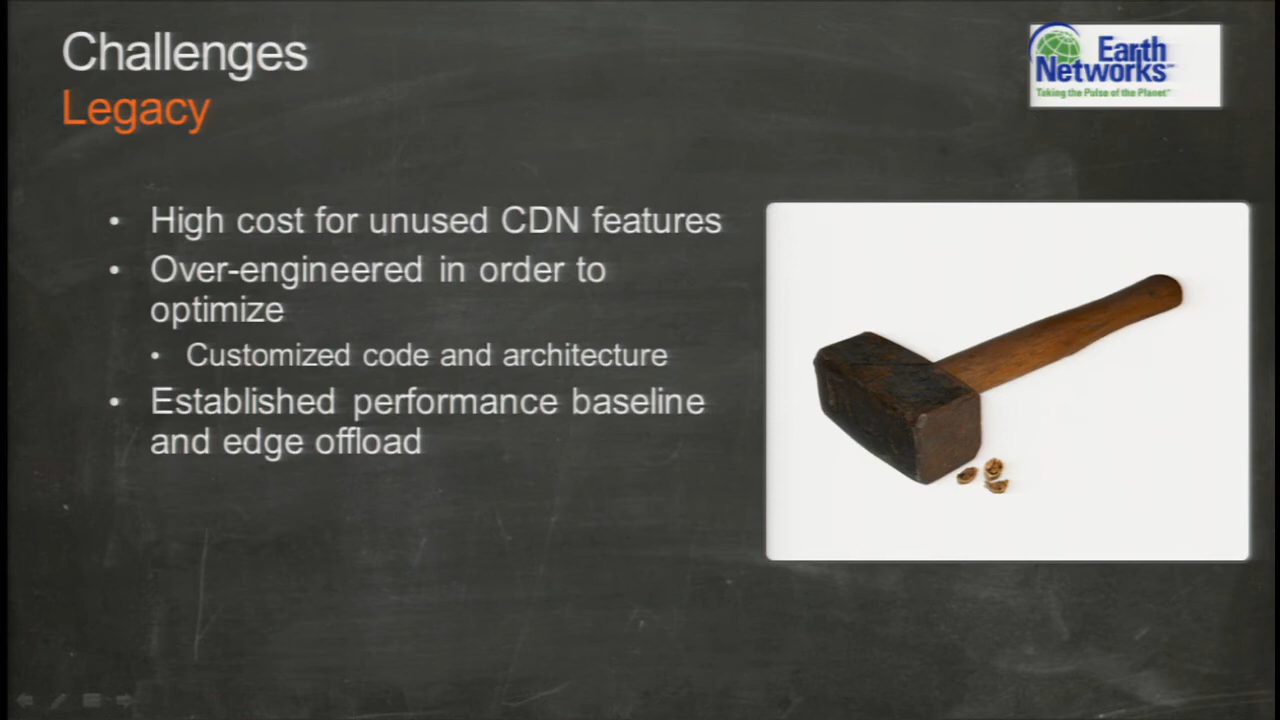 Challenges
Legacy
Earth
Networks
Taking the Pulse of the Planet
• High cost for unused CDN features
• Over-engineered in order to
optimize
• Customized code and architecture
• Established performance baseline
and edge offload